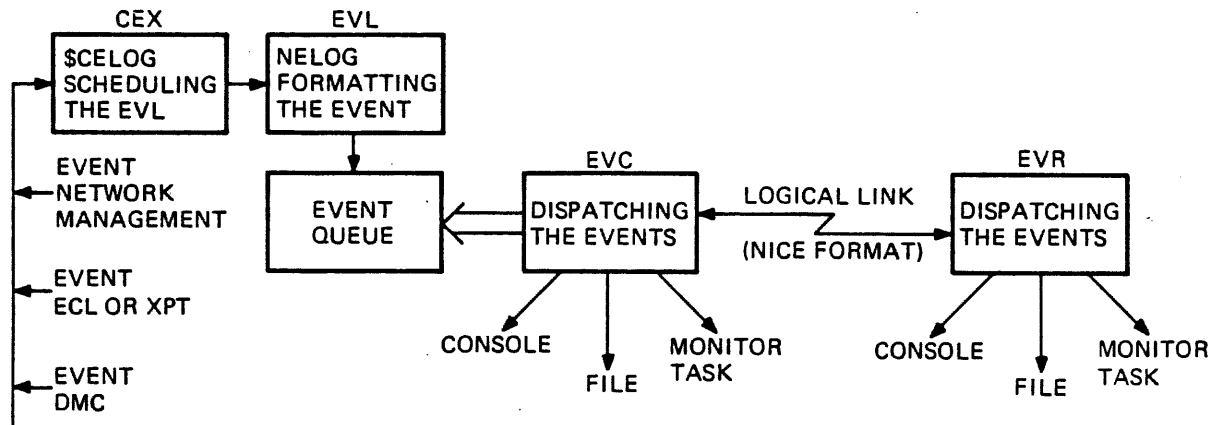 CEX
$CELOG
SCHEDULING
THE EVL
EVL
NELOG
FORMATTING
THE EVENT
EVENT
NETWORK
MANAGEMENT
EVENT
ECL OR XPT
EVENT
DMC
EVENT
QUEUE
EVC
DISPATCHING
THE EVENTS
LOGICAL LINK
(NICE FORMAT)
EVR
DISPATCHING
THE EVENTS
CONSOLE
FILE
MONITOR
TASK
CONSOLE
FILE
MONITOR
TASK